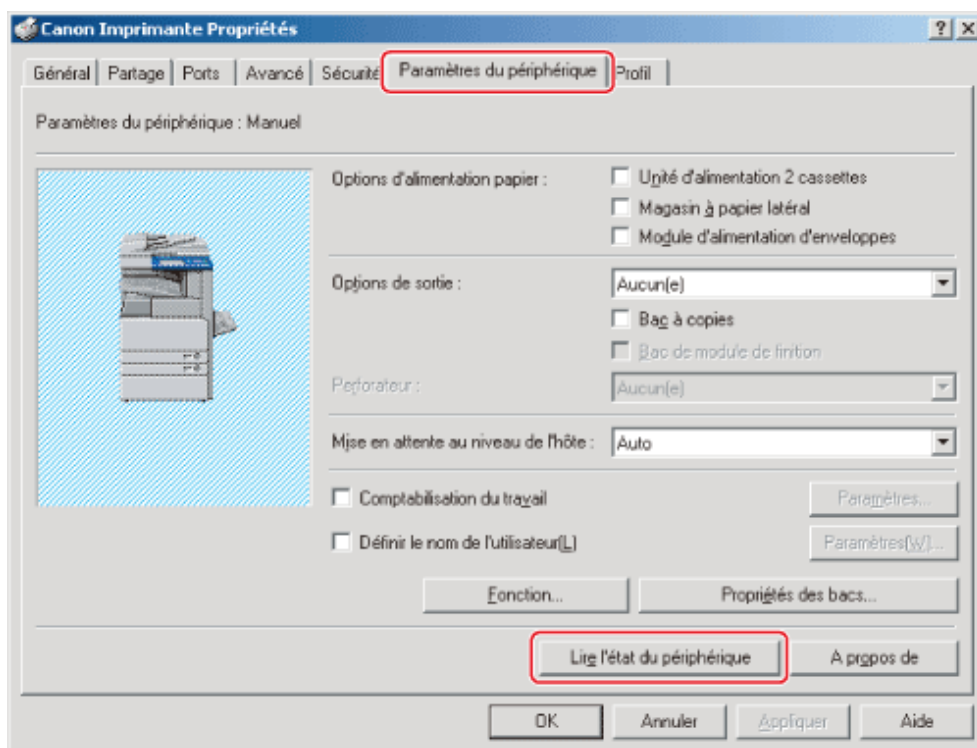 Canon Imprimante Propriétés
Général Partage Ports Avancé Sécurité Paramètres du périphérique Profil
Paramètres du périphérique : Manuel
Options d'alimentation papier :
Unité d'alimentation 2 cassettes
Magasin à papier latéral
Module d'alimentation d'enveloppes
Options de sortie :
Aucun(e)
Bac à copies
Bac de module de finition
Perforateur :
Aucun(e)
Mise en attente au niveau de l'hôte :
Auto
Comptabilisation du travail
Paramètres...
Définir le nom de l'utilisateur(L)
Paramètres(W)...
Fonction...
Propriétés des bacs...
Lire l'état du périphérique
A propos de
OK Annuler Appliquer Aide